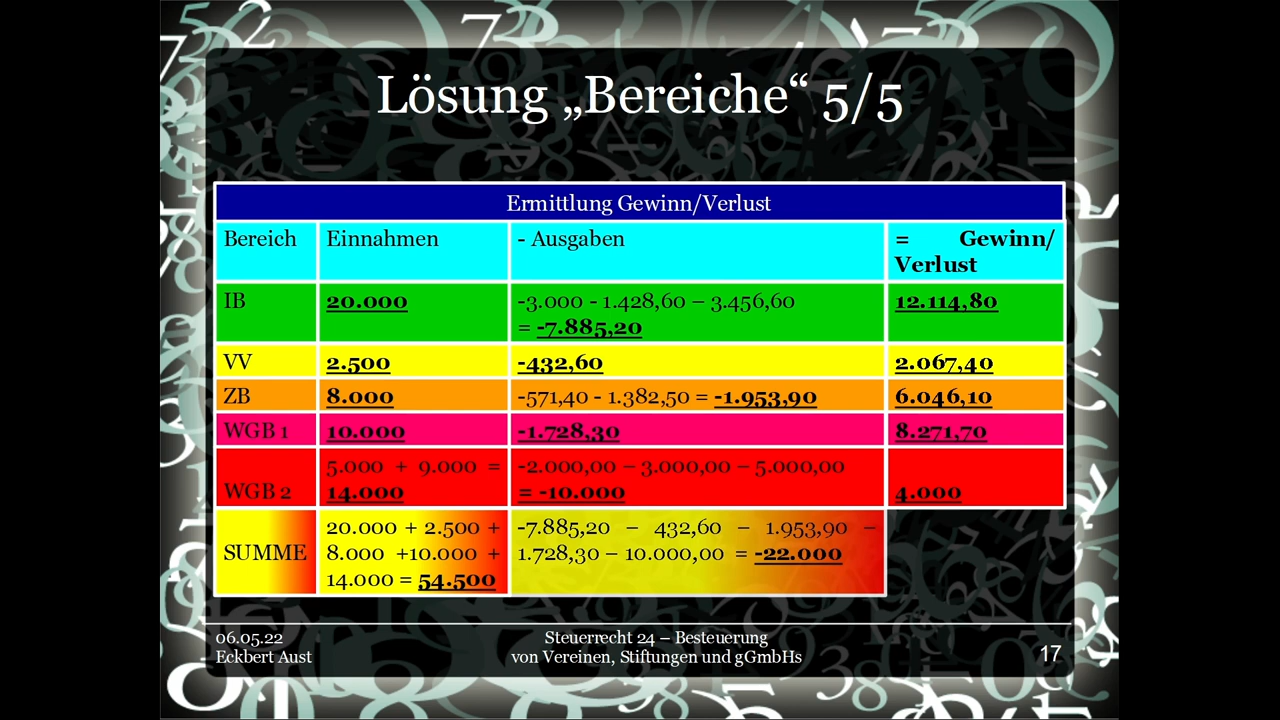 Lösung „Bereiche“ 5/5
Ermittlung Gewinn/Verlust
Bereich Einnahmen - Ausgaben = Gewinn/
Verlust
IB 20.000 -3.000 - 1.428,60 – 3.456,60 12.114,80
= -7.885,20
VV 2.500 -432,60 2.067,40
ZB 8.000 -571,40 - 1.382,50 = -1.953,90 6.046,10
WGB 1 10.000 -1.728,30 8.271,70
5.000 + 9.000 = -2.000,00 – 3.000,00 – 5.000,00
WGB 2 14.000 = -10.000 4.000
20.000 + 2.500 + -7.885,20 – 432,60 – 1.953,90 –
SUMME 8.000 +10.000 + 1.728,30 – 10.000,00 = -22.000
14.000 = 54.500
06.05.22 Steuerrecht 24 – Besteuerung
Eckbert Aust von Vereinen, Stiftungen und gGmbHs 17